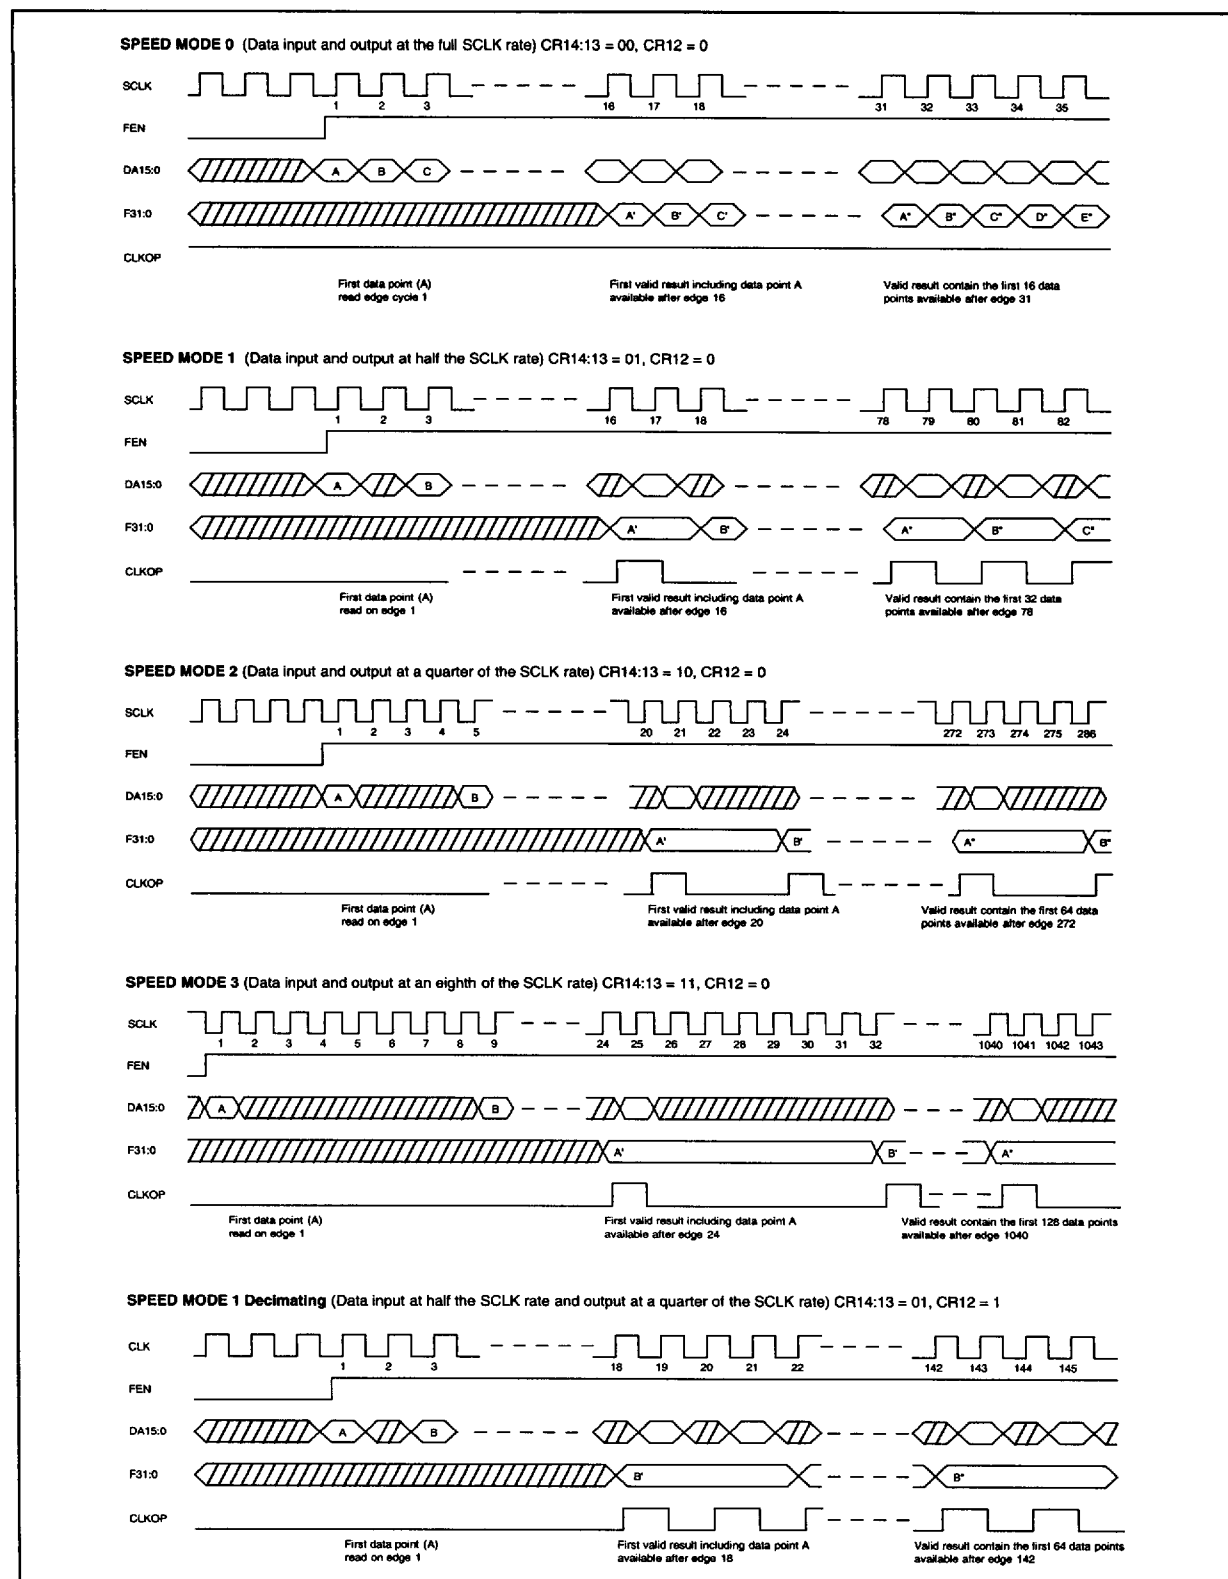 SPEED MODE 0 (Data input and output at the full SCLK rate) CR14:13 = 00, CR12 = 0
SCLK
1 2 3 16 17 18 31 32 33 34 35
FEN
DA15:0 A B C
F31:0 A' B' C' A" B" C" D" E"
CLKOP
First data point (A)
read edge cycle 1
First valid result including data point A
available after edge 16
Valid result contain the first 16 data
points available after edge 31
SPEED MODE 1 (Data input and output at half the SCLK rate) CR14:13 = 01, CR12 = 0
SCLK
1 2 3 16 17 18 78 79 80 81 82
FEN
DA15:0 A B
F31:0 A' B' A" B" C"
CLKOP
First data point (A)
read on edge 1
First valid result including data point A
available after edge 16
Valid result contain the first 32 data
points available after edge 78
SPEED MODE 2 (Data input and output at a quarter of the SCLK rate) CR14:13 = 10, CR12 = 0
SCLK
1 2 3 4 5 20 21 22 23 24 272 273 274 275 286
FEN
DA15:0 A B
F31:0 A' B' A" B"
CLKOP
First data point (A)
read on edge 1
First valid result including data point A
available after edge 20
Valid result contain the first 64 data
points available after edge 272
SPEED MODE 3 (Data input and output at an eighth of the SCLK rate) CR14:13 = 11, CR12 = 0
SCLK
1 2 3 4 5 6 7 8 9 24 25 26 27 28 29 30 31 32 1040 1041 1042 1043
FEN
DA15:0 A B
F31:0 A' B' A"
CLKOP
First data point (A)
read on edge 1
First valid result including data point A
available after edge 24
Valid result contain the first 128 data points
available after edge 1040
SPEED MODE 1 Decimating (Data input at half the SCLK rate and output at a quarter of the SCLK rate) CR14:13 = 01, CR12 = 1
CLK
1 2 3 18 19 20 21 22 142 143 144 145
FEN
DA15:0 A B
F31:0 B' B"
CLKOP
First data point (A)
read on edge 1
First valid result including data point A
available after edge 18
Valid result contain the first 64 data points
available after edge 142